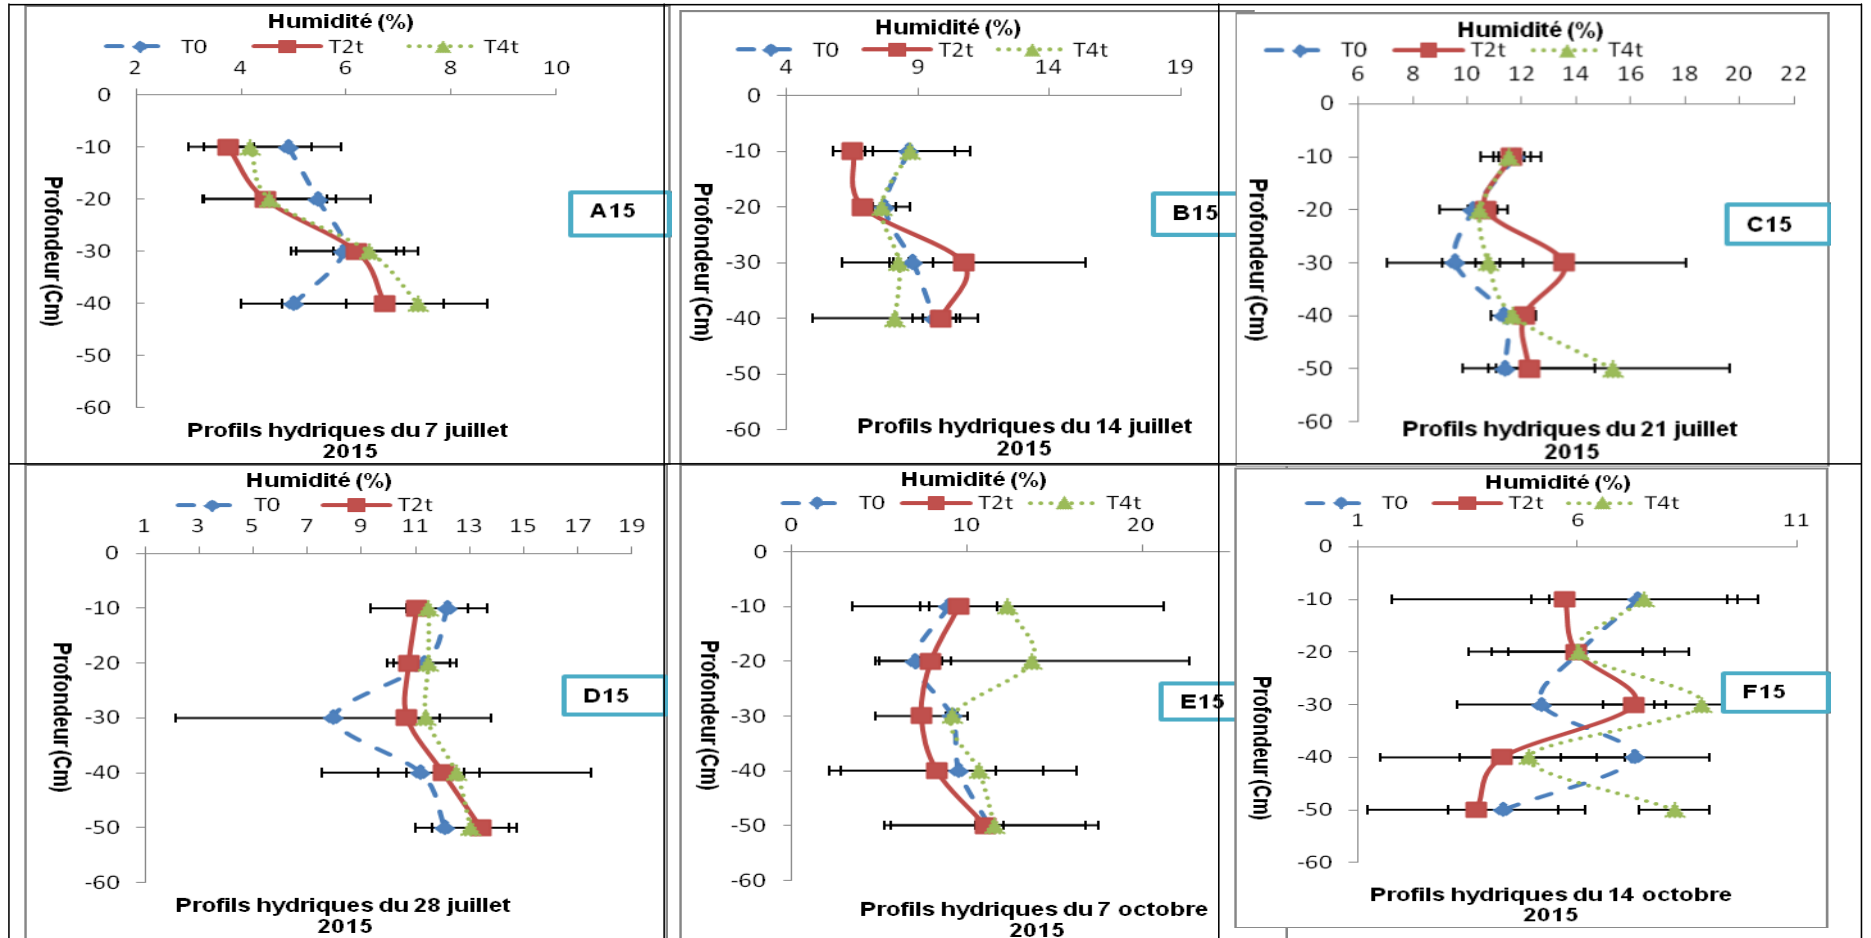 Humidité (%)
T0 T2t T4t
2 4 6 8 10
0
-10
-20
-30
-40
-50
-60
Profondeur (Cm)
A15
Profils hydriques du 7 juillet
2015
Humidité (%)
T0 T2t T4t
4 9 14 19
0
-10
-20
-30
-40
-50
-60
Profondeur (Cm)
B15
Profils hydriques du 14 juillet
2015
Humidité (%)
T0 T2t T4t
6 8 10 12 14 16 18 20 22
0
-10
-20
-30
-40
-50
-60
Profondeur (Cm)
C15
Profils hydriques du 21 juillet
2015
Humidité (%)
T0 T2t
1 3 5 7 9 11 13 15 17 19
0
-10
-20
-30
-40
-50
-60
Profondeur (Cm)
D15
Profils hydriques du 28 juillet
2015
Humidité (%)
T0 T2t T4t
0 10 20
0
-10
-20
-30
-40
-50
-60
Profondeur (Cm)
E15
Profils hydriques du 7 octobre
2015
Humidité (%)
T0 T2t T4t
1 6 11
0
-10
-20
-30
-40
-50
-60
Profondeur (Cm)
F15
Profils hydriques du 14 octobre
2015